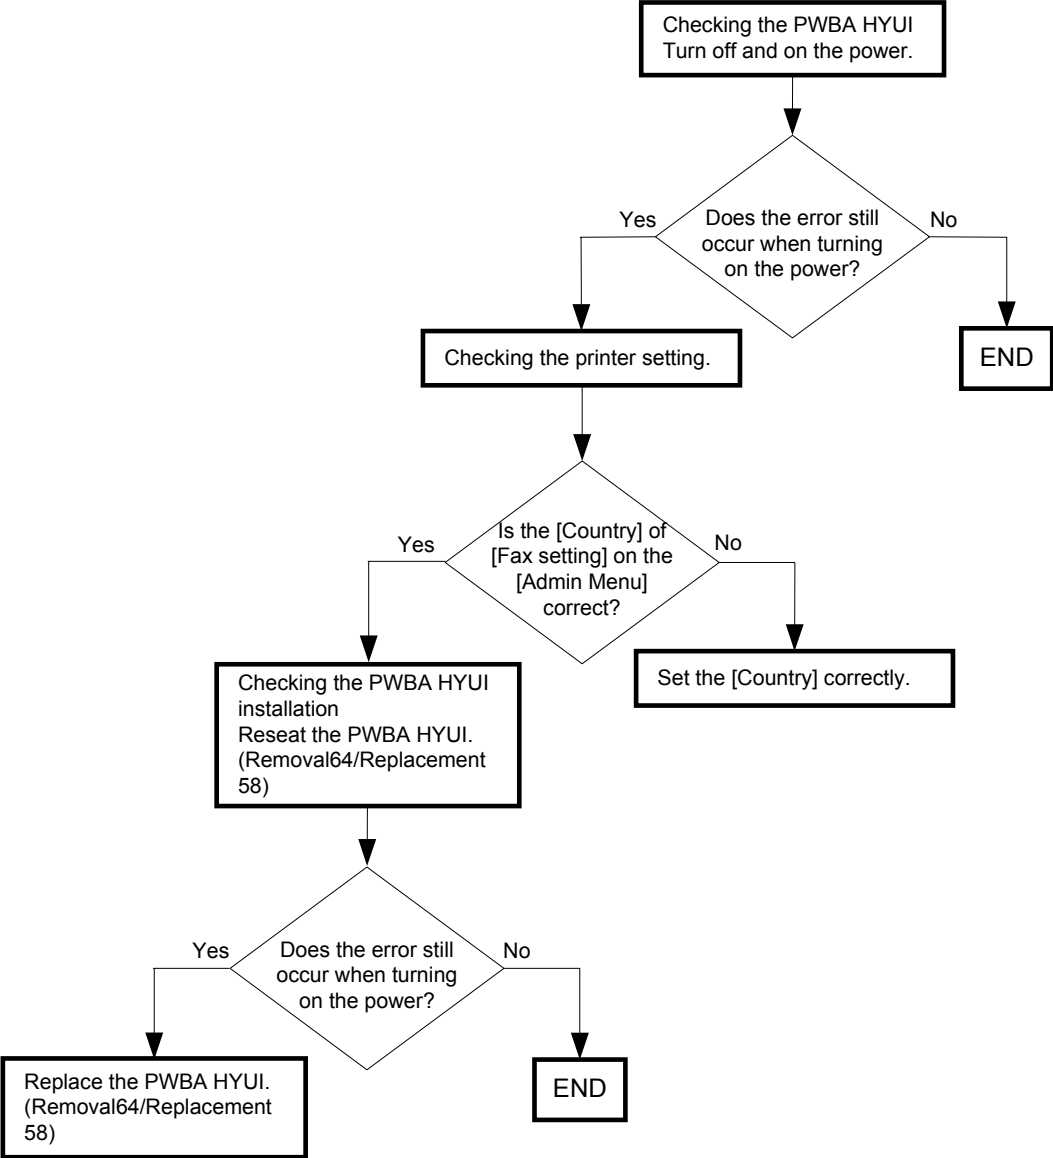 Checking the PWBA HYUI
Turn off and on the power.
Yes
Does the error still
occur when turning
on the power?
No
Checking the printer setting.
END
Yes
Is the [Country] of
[Fax setting] on the
[Admin Menu]
correct?
No
Checking the PWBA HYUI
installation
Reseat the PWBA HYUI.
(Removal64/Replacement
58)
Set the [Country] correctly.
Yes
Does the error still
occur when turning
on the power?
No
Replace the PWBA HYUI.
(Removal64/Replacement
58)
END